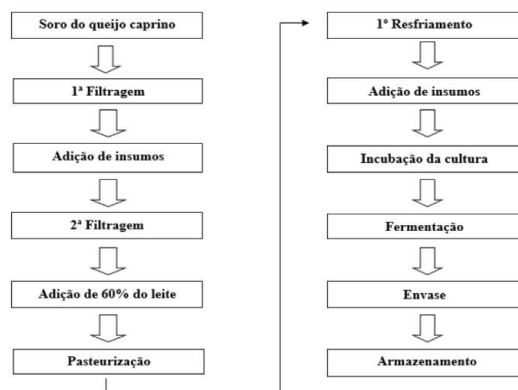 Soro do queijo caprino
1ª Filtragem
Adição de insumos
2ª Filtragem
Adição de 60% do leite
Pasteurização
1º Resfriamento
Adição de insumos
Incubação da cultura
Fermentação
Envase
Armazenamento